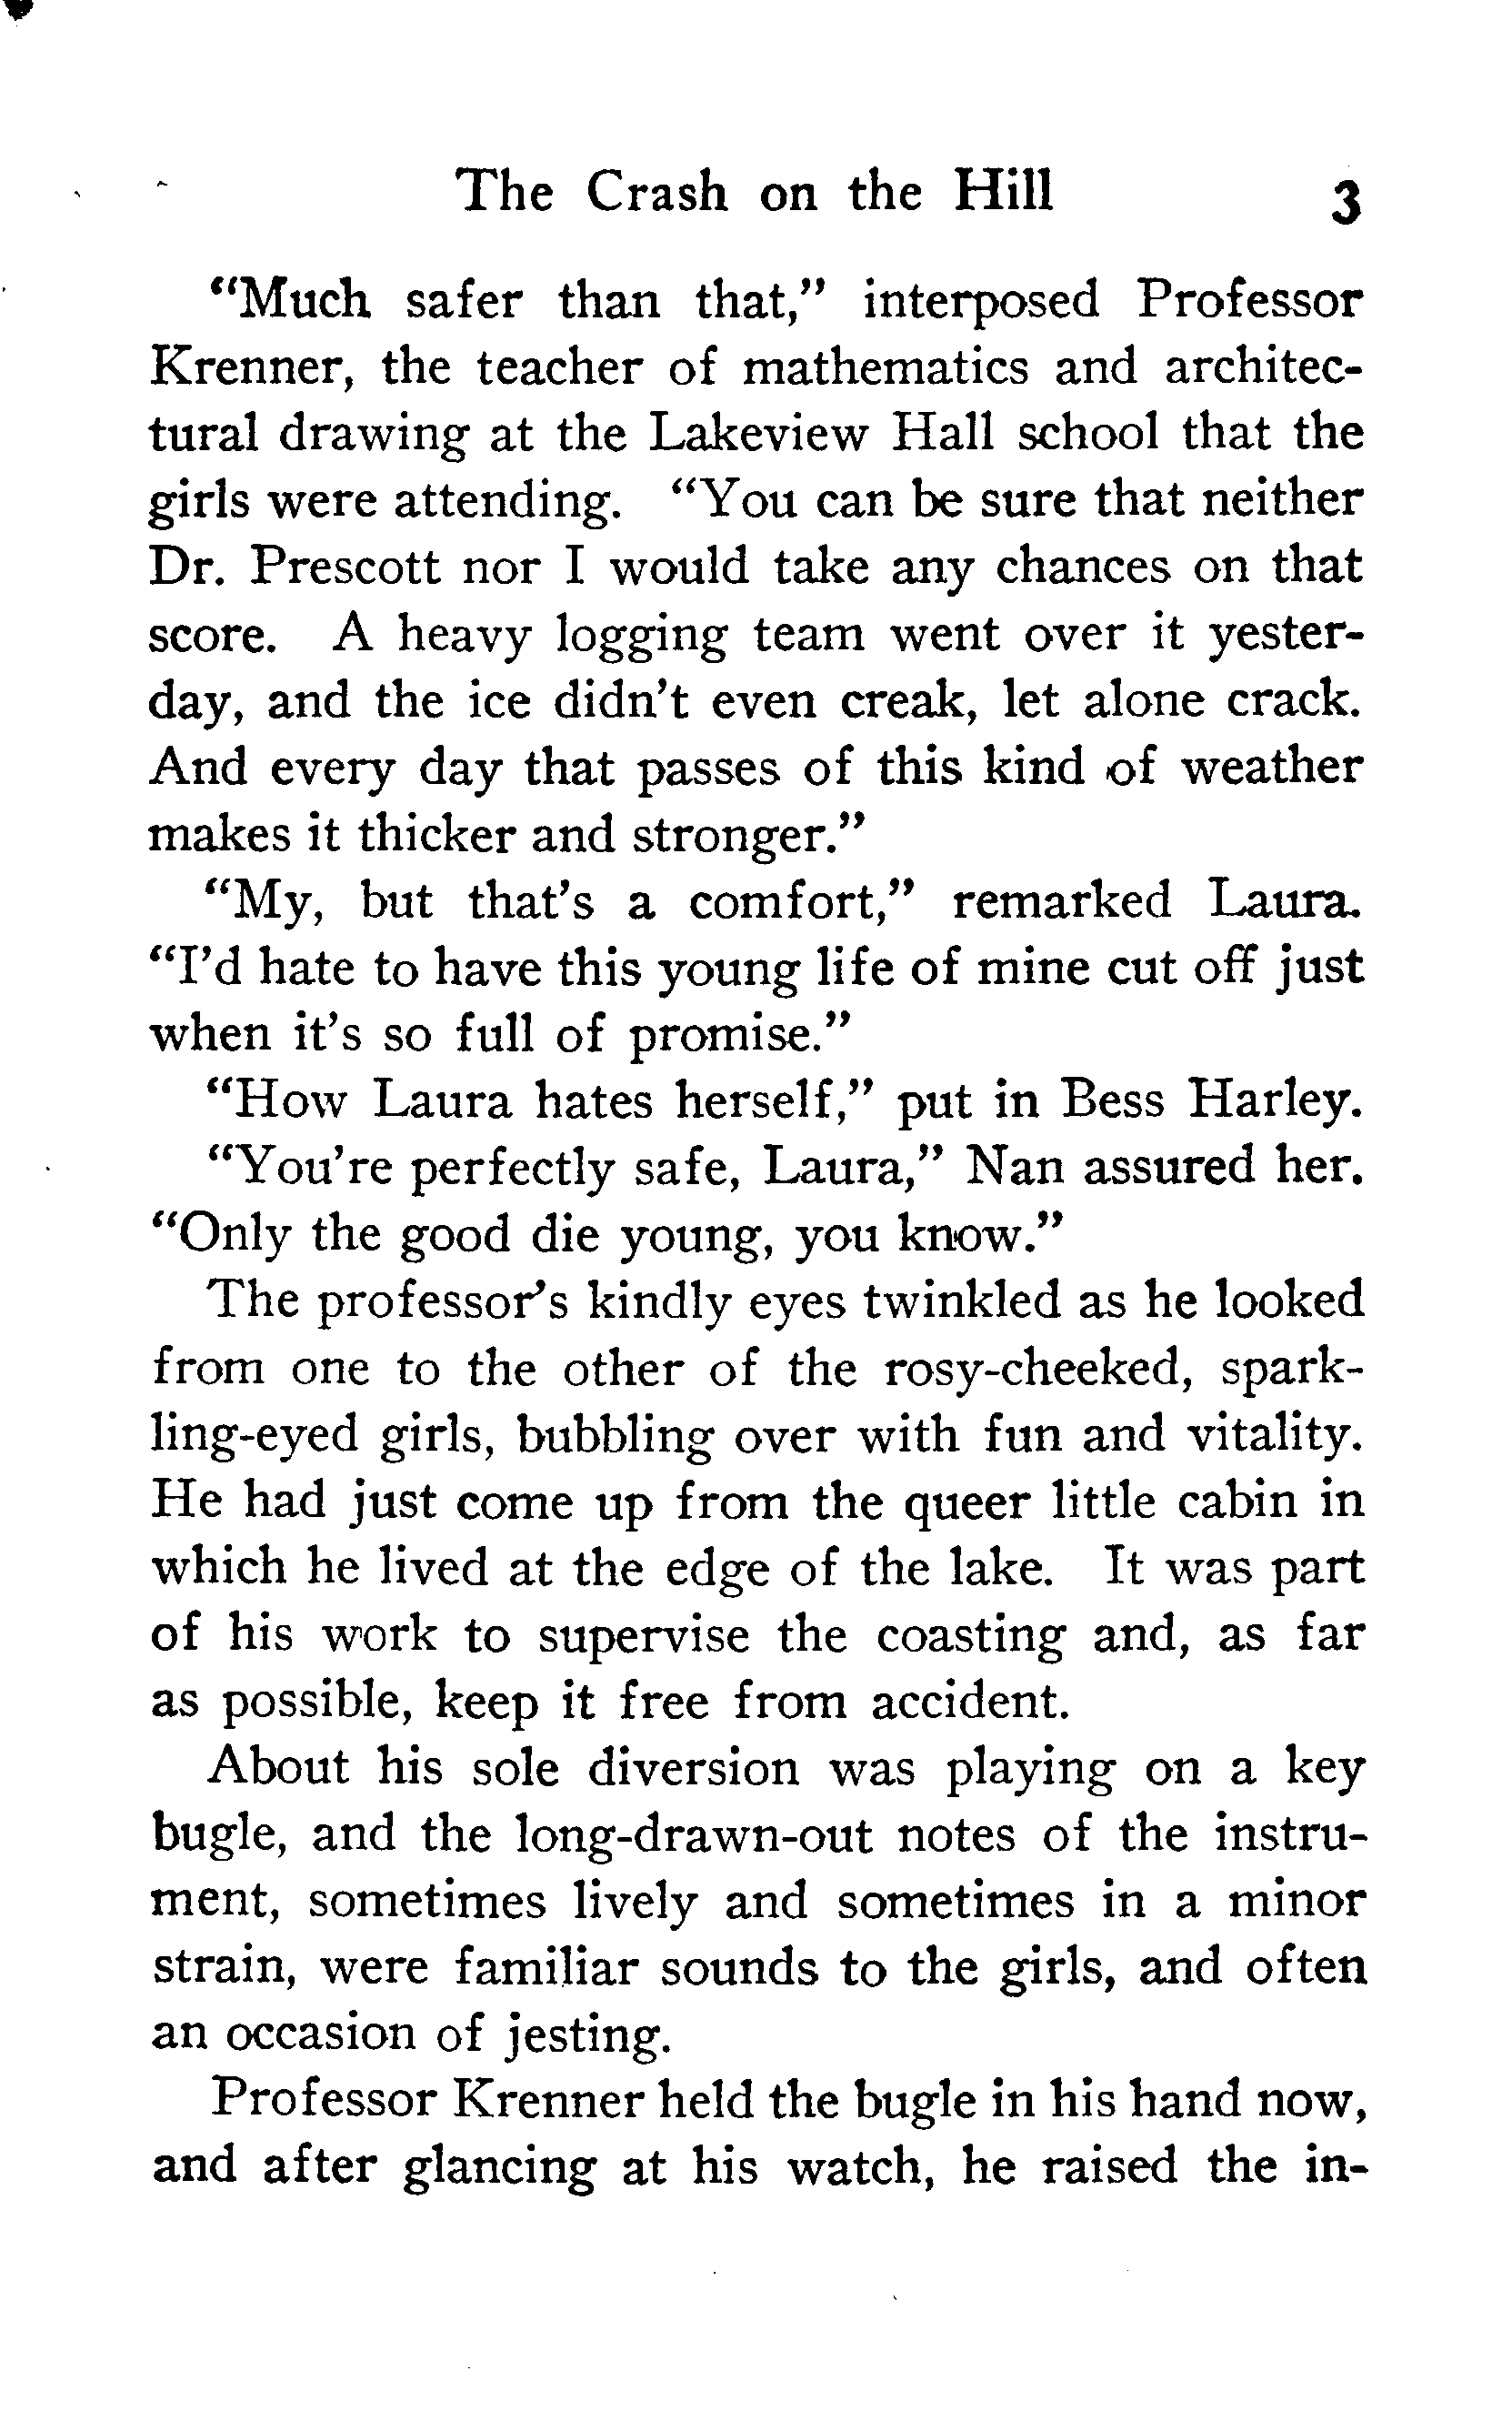 The Crash on the Hill 3
“Much safer than that,” interposed Professor
Krenner, the teacher of mathematics and architec-
tural drawing at the Lakeview Hall school that the
girls were attending. “You can be sure that neither
Dr. Prescott nor I would take any chances on that
score. A heavy logging team went over it yester-
day, and the ice didn’t even creak, let alone crack.
And every day that passes of this kind of weather
makes it thicker and stronger.”
“My, but that’s a comfort,” remarked Laura.
“I’d hate to have this young life of mine cut off just
when it’s so full of promise.”
“How Laura hates herself,” put in Bess Harley.
“You’re perfectly safe, Laura,” Nan assured her.
“Only the good die young, you know.”
The professor’s kindly eyes twinkled as he looked
from one to the other of the rosy-cheeked, spark-
ling-eyed girls, bubbling over with fun and vitality.
He had just come up from the queer little cabin in
which he lived at the edge of the lake. It was part
of his work to supervise the coasting and, as far
as possible, keep it free from accident.
About his sole diversion was playing on a key
bugle, and the long-drawn-out notes of the instru-
ment, sometimes lively and sometimes in a minor
strain, were familiar sounds to the girls, and often
an occasion of jesting.
Professor Krenner held the bugle in his hand now,
and after glancing at his watch, he raised the in-